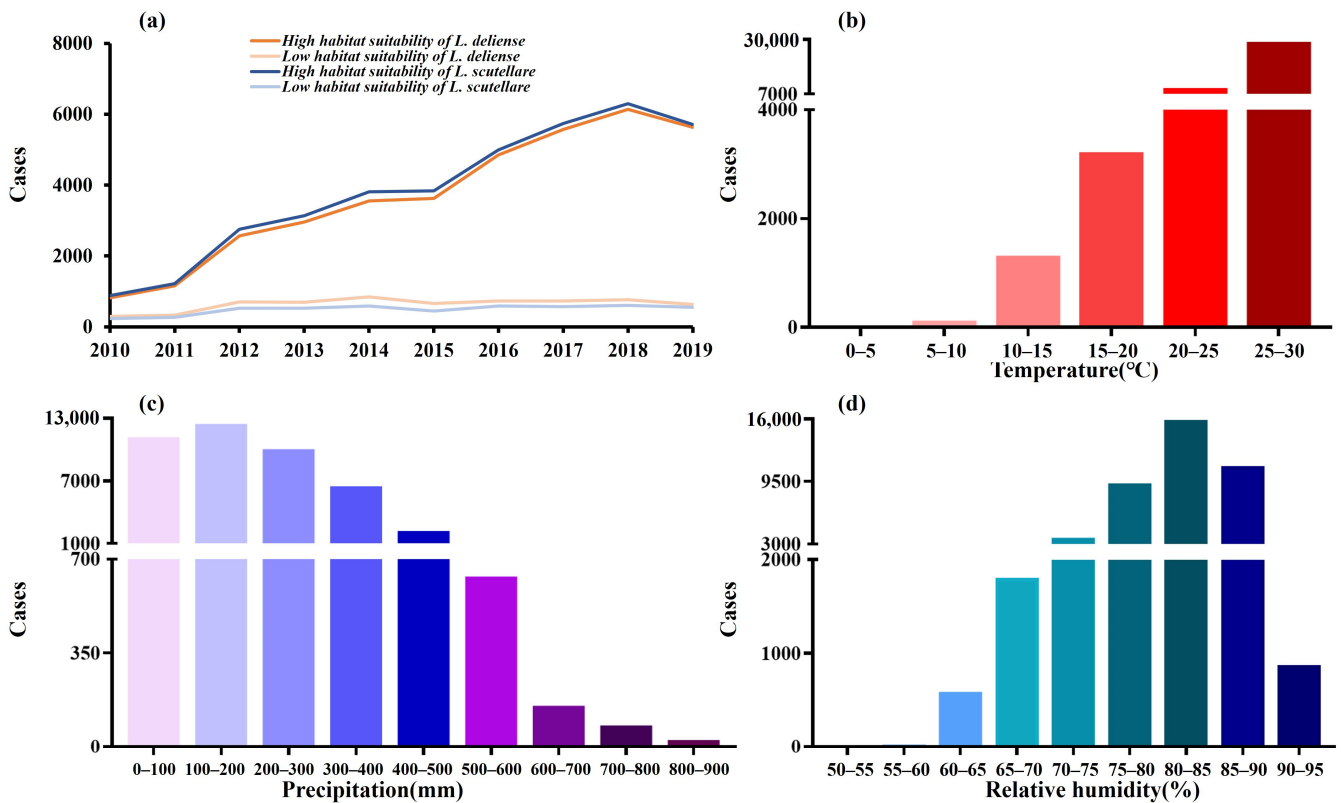 (a)
8000
6000
4000
2000
0
Cases
High habitat suitability of L. deliense
Low habitat suitability of L. deliense
High habitat suitability of L. scutellare
Low habitat suitability of L. scutellare
2010 2011 2012 2013 2014 2015 2016 2017 2018 2019
(b)
30,000
7000
4000
2000
0
Cases
0–5 5–10 10–15 15–20 20–25 25–30
Temperature(℃)
(c)
13,000
7000
1000
700
350
0
Cases
0–100 100–200 200–300 300–400 400–500 500–600 600–700 700–800 800–900
Precipitation(mm)
(d)
16,000
9500
3000
2000
1000
0
Cases
50–55 55–60 60–65 65–70 70–75 75–80 80–85 85–90 90–95
Relative humidity(%)